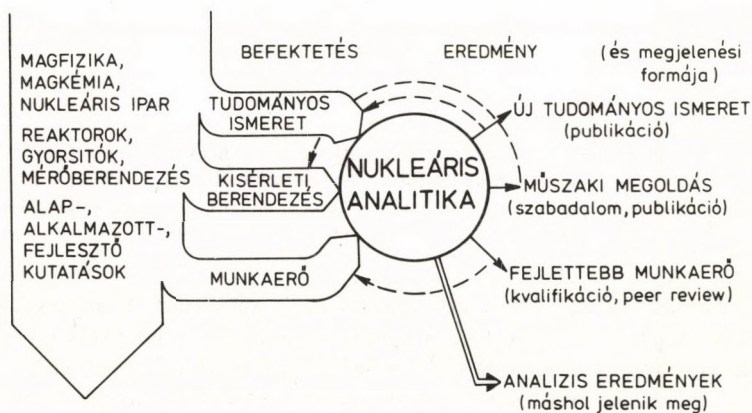 BEFEKTETÉS
EREDMÉNY
(és megjelenési
formája)
MAGFIZIKA,
MAGKÉMIA,
NUKLEÁRIS IPAR
REAKTOROK,
GYORSITÓK,
MÉRŐBERENDEZÉS
ALAP-,
ALKALMAZOTT-,
FEJLESZTŐ
KUTATÁSOK
TUDOMÁNYOS
ISMERET
KISÉRLETI
BERENDEZÉS
MUNKAERŐ
NUKLEÁRIS
ANALITIKA
ÚJ TUDOMÁNYOS ISMERET
(publikáció)
MŰSZAKI MEGOLDÁS
(szabadalom, publikáció)
FEJLETTEBB MUNKAERŐ
(kvalifikáció, peer review)
ANALIZIS EREDMÉNYEK
(máshol jelenik meg)